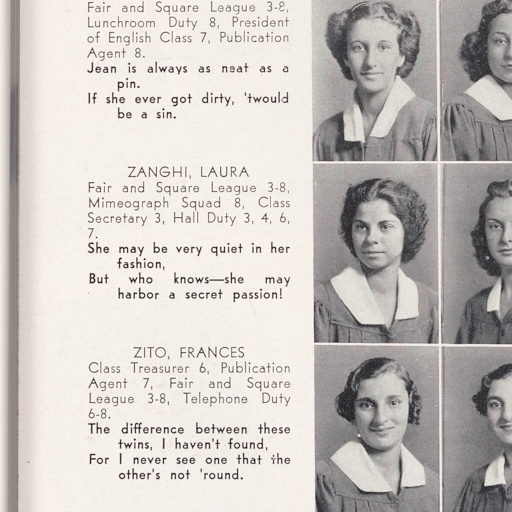 Fair and Square League 3-8,
Lunchroom Duty 8, President
of English Class 7, Publication
Agent 8.
Jean is always as neat as a
pin.
If she ever got dirty, 'twould
be a sin.
ZANGHI, LAURA
Fair and Square League 3-8,
Mimeograph Squad 8, Class
Secretary 3, Hall Duty 3, 4, 6,
7.
She may be very quiet in her
fashion,
But who knows—she may
harbor a secret passion!
ZITO, FRANCES
Class Treasurer 6, Publication
Agent 7, Fair and Square
League 3-8, Telephone Duty
6-8.
The difference between these
twins, I haven't found,
For I never see one that the
other's not 'round.